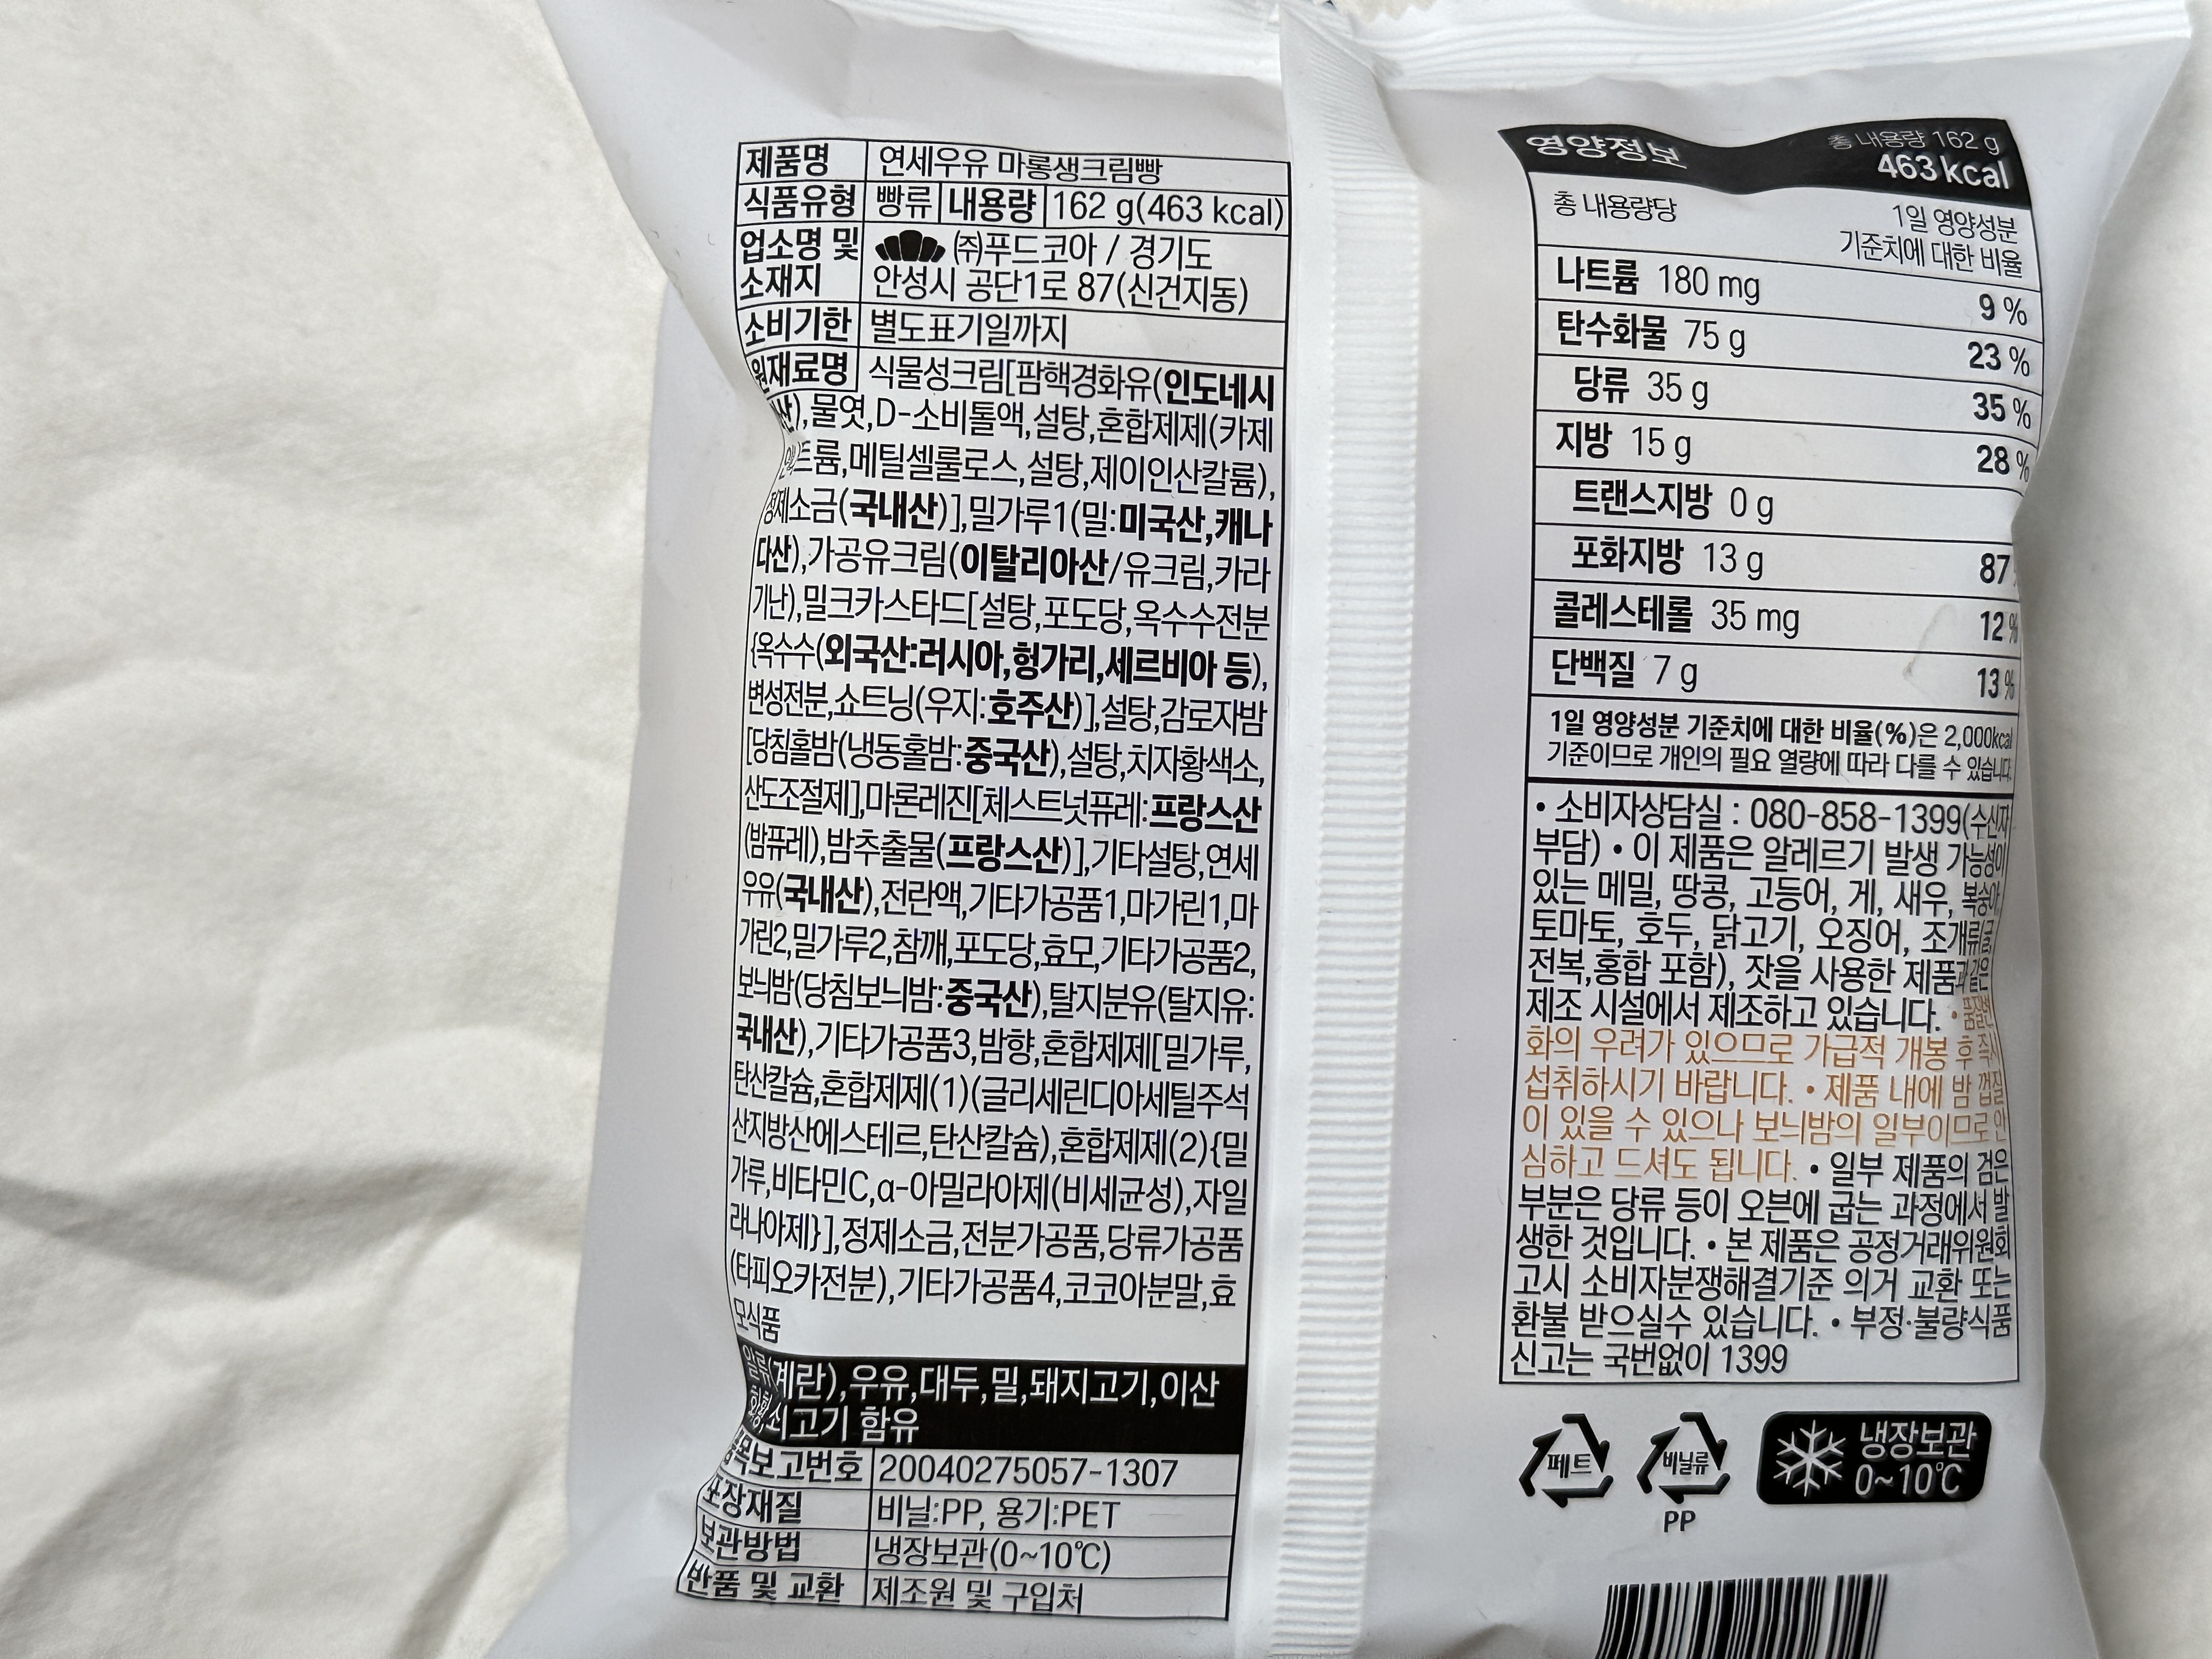 제품명 연세우유 마롱생크림빵
식품유형 빵류 내용량 162 g(463 kcal)
업소명 및 ㈜푸드코아 / 경기도
소재지 안성시 공단1로 87(신건지동)
소비기한 별도표기일까지
원재료명 식물성크림[팜핵경화유(인도네시
산),물엿,D-소비톨액,설탕,혼합제제(카제
트륨,메틸셀룰로스,설탕,제이인산칼륨),
정제소금(국내산)],밀가루1(밀:미국산,캐나
다산),가공유크림(이탈리아산/유크림,카라
기난),밀크카스타드[설탕,포도당,옥수수전분
{옥수수(외국산:러시아,헝가리,세르비아 등),
변성전분,쇼트닝(우지:호주산)],설탕,감로자밤
[당침홀밤(냉동홀밤:중국산),설탕,치자황색소,
산도조절제],마론레진[체스트넛퓨레:프랑스산
(밤퓨레),밤추출물(프랑스산)],기타설탕,연세
우유(국내산),전란액,기타가공품1,마가린1,마
가린2,밀가루2,참깨,포도당,효모,기타가공품2,
보늬밤(당침보늬밤:중국산),탈지분유(탈지유:
국내산),기타가공품3,밤향,혼합제제[밀가루,
탄산칼슘,혼합제제(1)(글리세린디아세틸주석
산지방산에스테르,탄산칼슘),혼합제제(2){밀
가루,비타민C,α-아밀라아제(비세균성),자일
라나아제}],정제소금,전분가공품,당류가공품
(타피오카전분),기타가공품4,코코아분말,효
모식품
알류(계란),우유,대두,밀,돼지고기,이산
화황,쇠고기 함유
품목보고번호 20040275057-1307
포장재질 비닐:PP, 용기:PET
보관방법 냉장보관(0~10℃)
반품 및 교환 제조원 및 구입처
영양정보 총 내용량 162 g
463 kcal
총 내용량당 1일 영양성분
기준치에 대한 비율
나트륨 180 mg 9 %
탄수화물 75 g 23 %
당류 35 g 35 %
지방 15 g 28 %
트랜스지방 0 g
포화지방 13 g 87
콜레스테롤 35 mg 12 %
단백질 7 g 13 %
1일 영양성분 기준치에 대한 비율(%)은 2,000kcal
기준이므로 개인의 필요 열량에 따라 다를 수 있습니다.
• 소비자상담실 : 080-858-1399(수신자
부담) • 이 제품은 알레르기 발생 가능성이
있는 메밀, 땅콩, 고등어, 게, 새우, 복숭아,
토마토, 호두, 닭고기, 오징어, 조개류(굴,
전복,홍합 포함), 잣을 사용한 제품과 같은
제조 시설에서 제조하고 있습니다. • 품질변
화의 우려가 있으므로 가급적 개봉 후 즉시
섭취하시기 바랍니다. • 제품 내에 밤 껍질
이 있을 수 있으나 보늬밤의 일부이므로 안
심하고 드셔도 됩니다. • 일부 제품의 검은
부분은 당류 등이 오븐에 굽는 과정에서 발
생한 것입니다. • 본 제품은 공정거래위원회
고시 소비자분쟁해결기준 의거 교환 또는
환불 받으실수 있습니다. • 부정·불량식품
신고는 국번없이 1399
페트 비닐류 냉장보관
0~10℃
PP